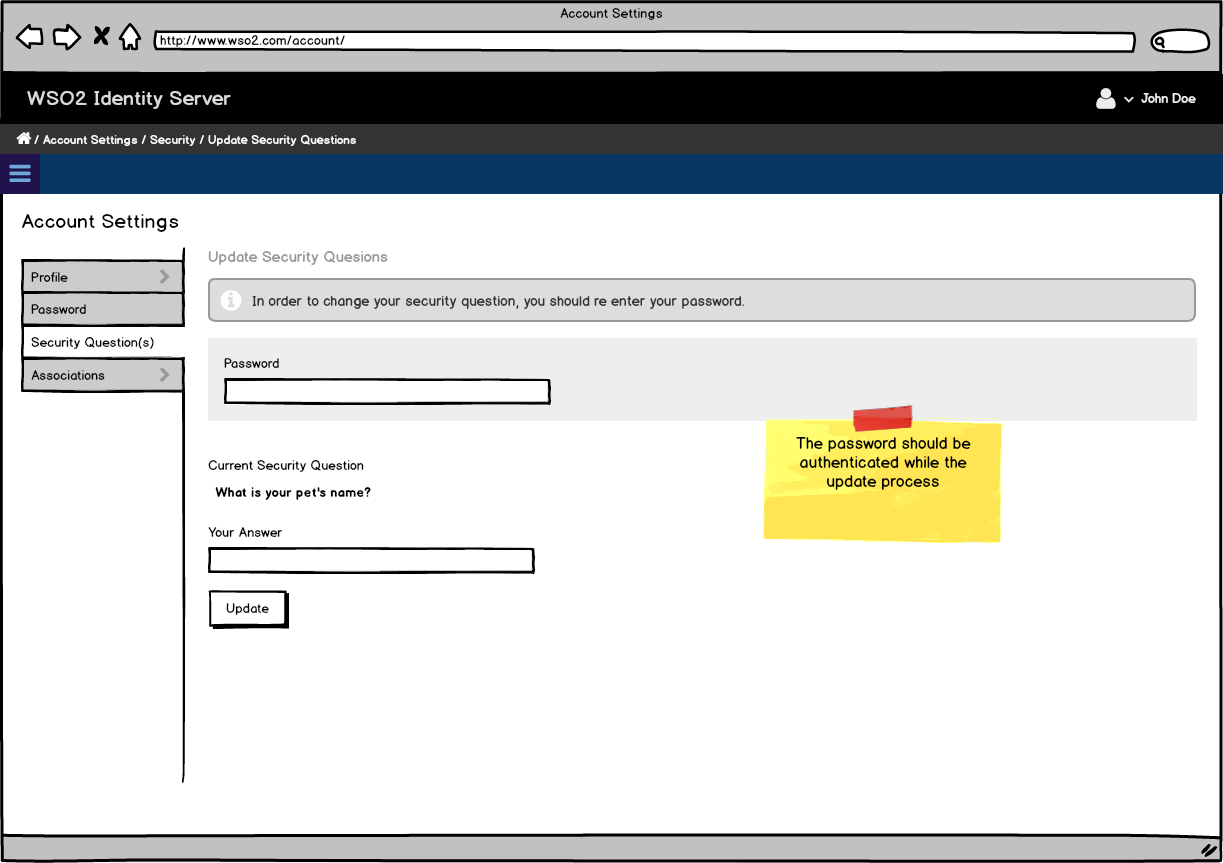 Account Settings
http://www.wso2.com/account/
WSO2 Identity Server
John Doe
/ Account Settings / Security / Update Security Questions
Account Settings
Profile
Password
Security Question(s)
Associations
Update Security Quesions
In order to change your security question, you should re enter your password.
Password
The password should be
authenticated while the
update process
Current Security Question
What is your pet's name?
Your Answer
Update